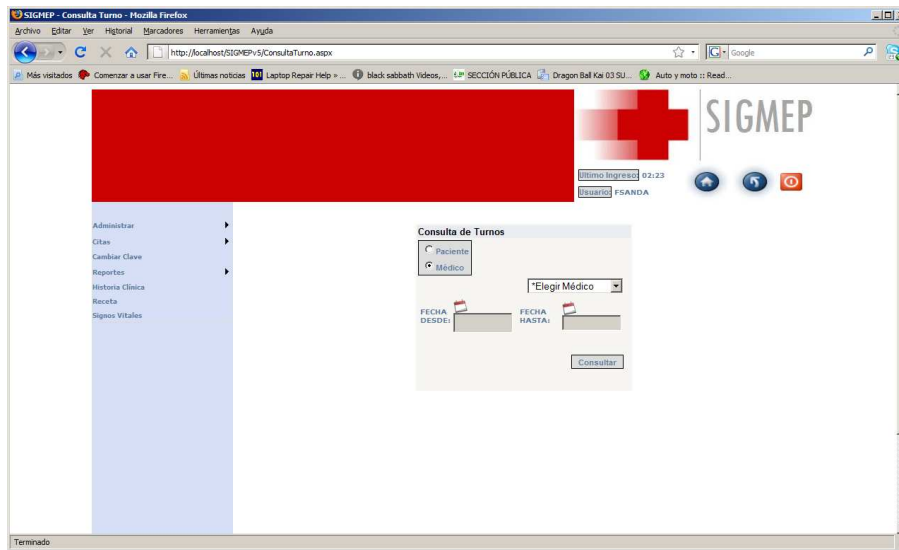 SIGMEP - Consulta Turno - Mozilla Firefox
Archivo Editar Ver Historial Marcadores Herramientas Ayuda
http://localhost/SIGMEPv5/ConsultaTurno.aspx
G Google
Más visitados Comenzar a usar Fire... Últimas noticias 101 Laptop Repair Help » ... black sabbath Videos,... SECCIÓN PÚBLICA Dragon Ball Kai 03 SU... Auto y moto :: Read...
SIGMEP
Ultimo Ingreso: 02:23
Usuario: FSANDA
Administrar
Citas
Cambiar Clave
Reportes
Historia Clínica
Receta
Signos Vitales
Consulta de Turnos
Paciente
Médico
*Elegir Médico
FECHA DESDE:
FECHA HASTA:
Consultar
Terminado